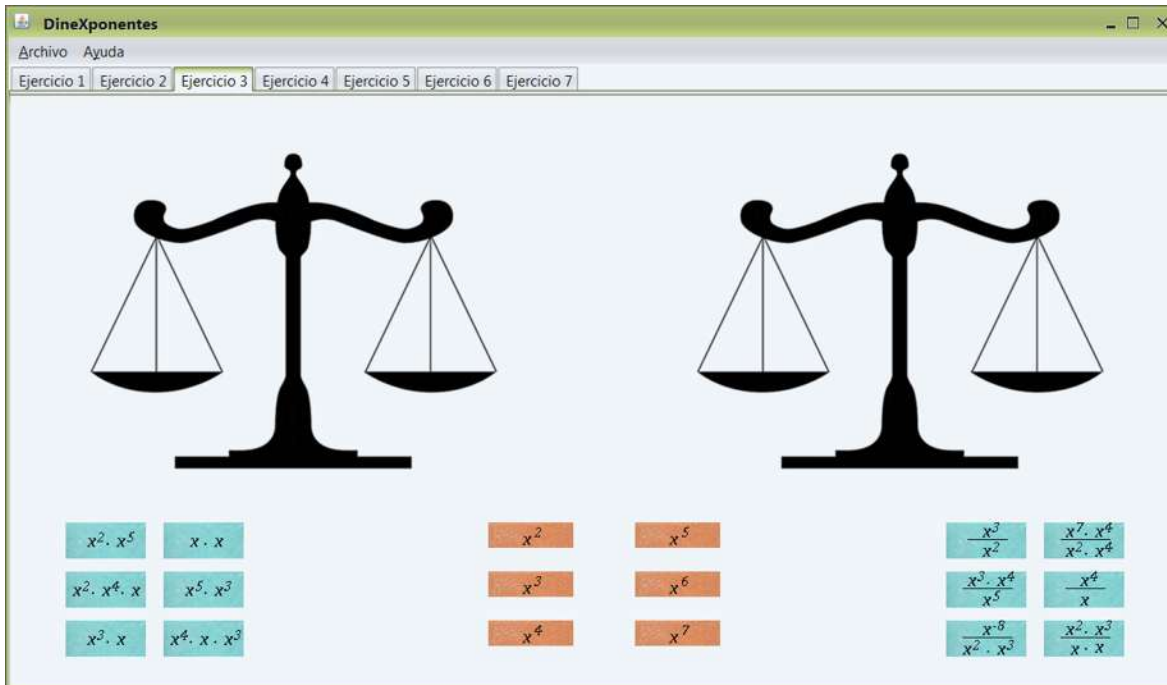 DineXponentes
Archivo Ayuda
Ejercicio 1 Ejercicio 2 Ejercicio 3 Ejercicio 4 Ejercicio 5 Ejercicio 6 Ejercicio 7
x². x⁵ x . x x² x⁵ x³/x² x⁷. x⁴/x². x⁴
x². x⁴. x x⁵. x³ x³ x⁶ x³. x⁴/x⁵ x⁴/x
x³. x x⁴. x . x³ x⁴ x⁷ x·⁸/x² . x³ x². x³/x . x